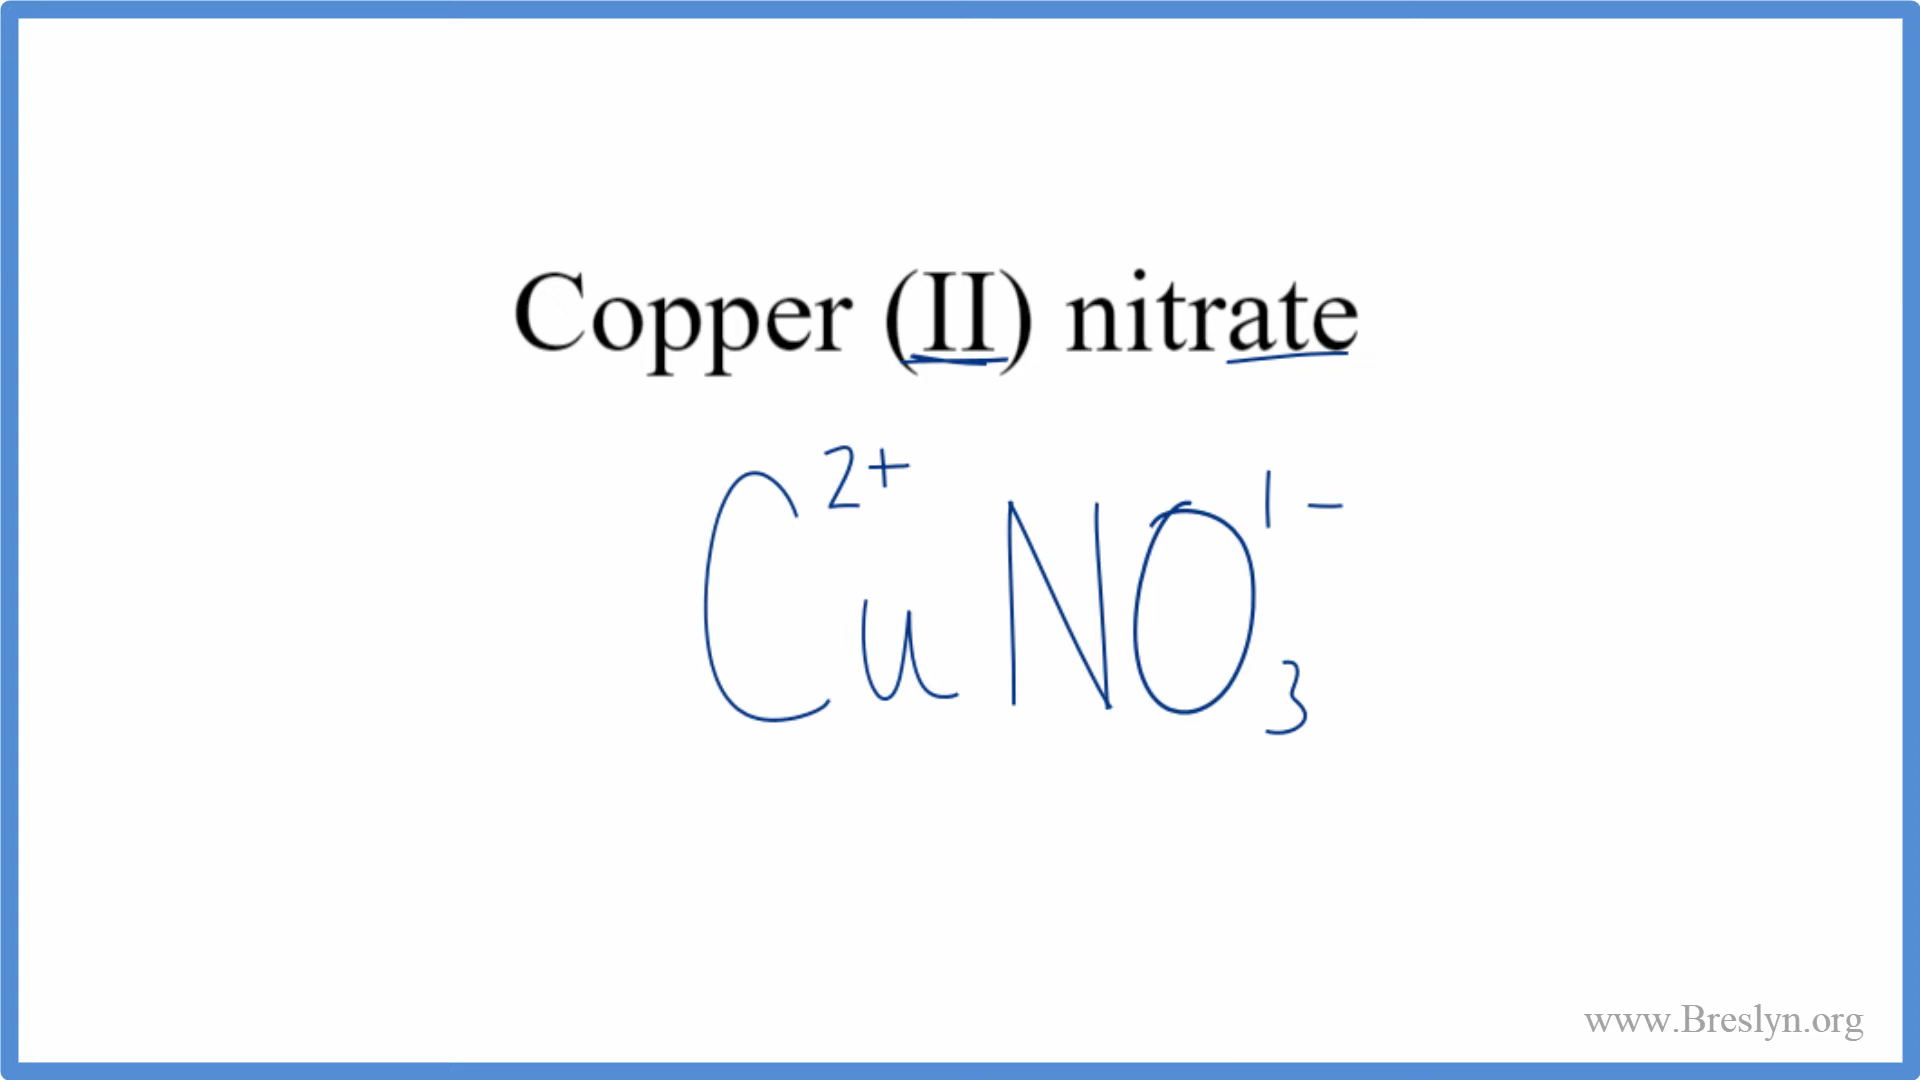 Copper (II) nitrate
Cu²⁺ NO₃¹⁻
www.Breslyn.org